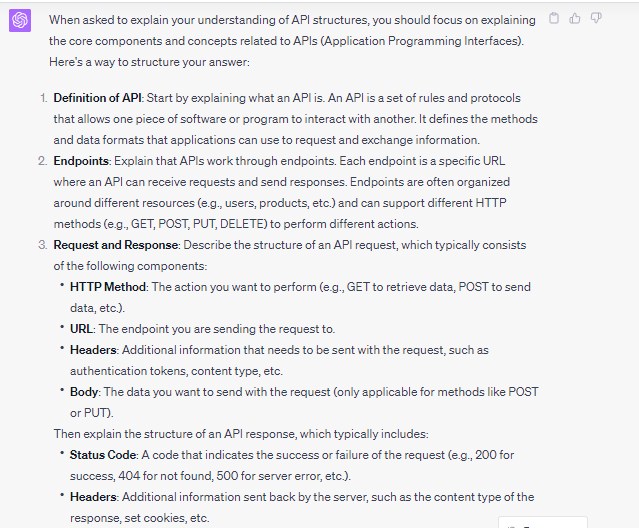 When asked to explain your understanding of API structures, you should focus on explaining
the core components and concepts related to APIs (Application Programming Interfaces).
Here's a way to structure your answer:
1. Definition of API: Start by explaining what an API is. An API is a set of rules and protocols
that allows one piece of software or program to interact with another. It defines the methods
and data formats that applications can use to request and exchange information.
2. Endpoints: Explain that APIs work through endpoints. Each endpoint is a specific URL
where an API can receive requests and send responses. Endpoints are often organized
around different resources (e.g., users, products, etc.) and can support different HTTP
methods (e.g., GET, POST, PUT, DELETE) to perform different actions.
3. Request and Response: Describe the structure of an API request, which typically consists
of the following components:
• HTTP Method: The action you want to perform (e.g., GET to retrieve data, POST to send
data, etc.).
• URL: The endpoint you are sending the request to.
• Headers: Additional information that needs to be sent with the request, such as
authentication tokens, content type, etc.
• Body: The data you want to send with the request (only applicable for methods like POST
or PUT).
Then explain the structure of an API response, which typically includes:
• Status Code: A code that indicates the success or failure of the request (e.g., 200 for
success, 404 for not found, 500 for server error, etc.).
• Headers: Additional information sent back by the server, such as the content type of the
response, set cookies, etc.